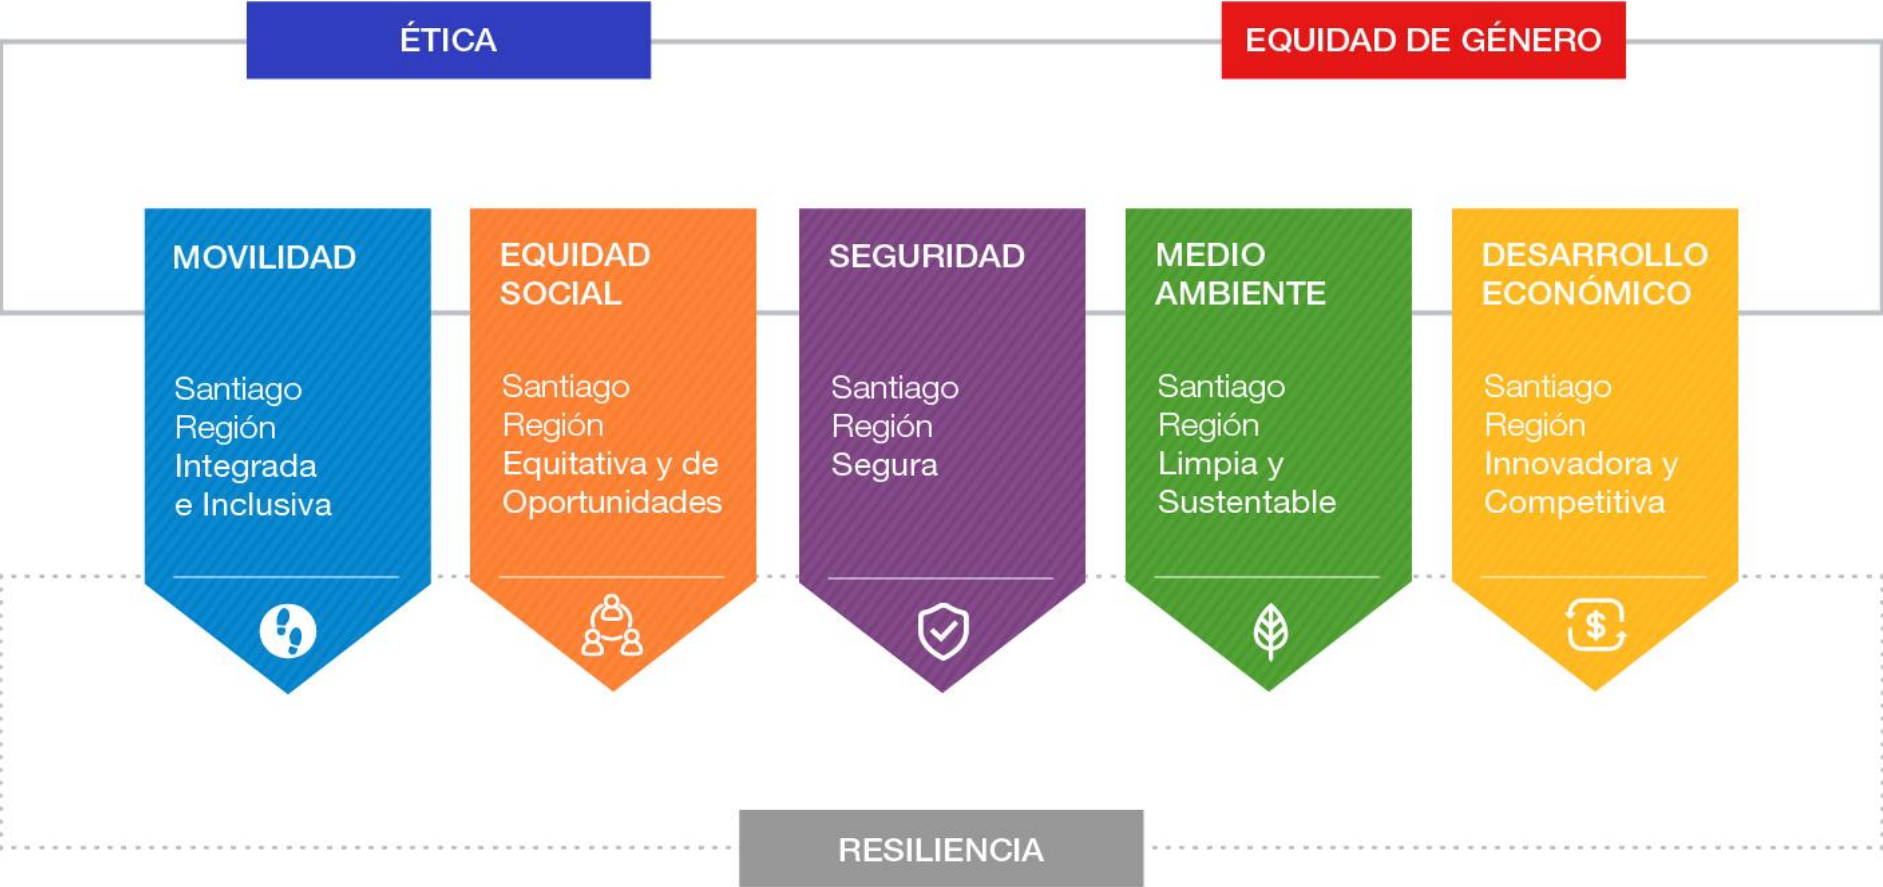 ÉTICA
EQUIDAD DE GÉNERO
MOVILIDAD
Santiago
Región
Integrada
e Inclusiva
EQUIDAD
SOCIAL
Santiago
Región
Equitativa y de
Oportunidades
SEGURIDAD
Santiago
Región
Segura
MEDIO
AMBIENTE
Santiago
Región
Limpia y
Sustentable
DESARROLLO
ECONÓMICO
Santiago
Región
Innovadora y
Competitiva
$
RESILIENCIA